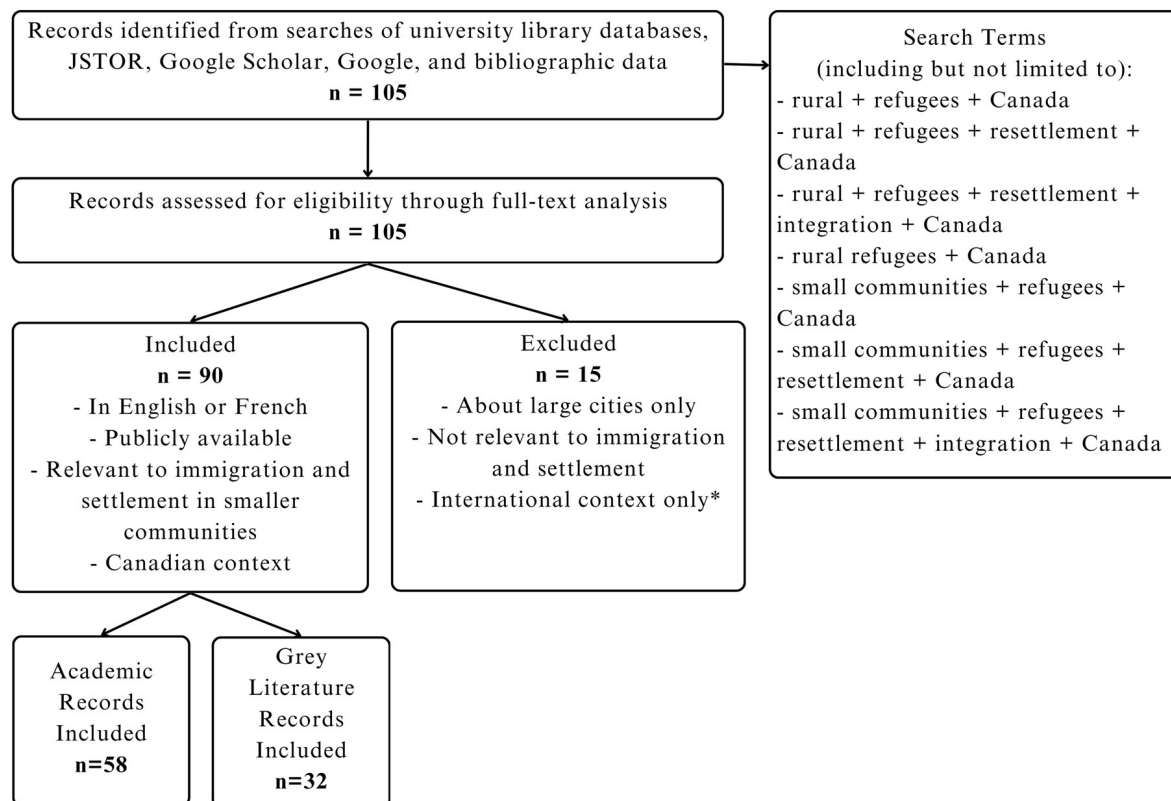 Records identified from searches of university library databases,
JSTOR, Google Scholar, Google, and bibliographic data
n = 105
Search Terms
(including but not limited to):
- rural + refugees + Canada
- rural + refugees + resettlement +
Canada
- rural + refugees + resettlement +
integration + Canada
- rural refugees + Canada
- small communities + refugees +
Canada
- small communities + refugees +
resettlement + Canada
- small communities + refugees +
resettlement + integration + Canada
Records assessed for eligibility through full-text analysis
n = 105
Included
n = 90
- In English or French
- Publicly available
- Relevant to immigration and
settlement in smaller
communities
- Canadian context
Excluded
n = 15
- About large cities only
- Not relevant to immigration
and settlement
- International context only*
Academic
Records
Included
n=58
Grey
Literature
Records
Included
n=32